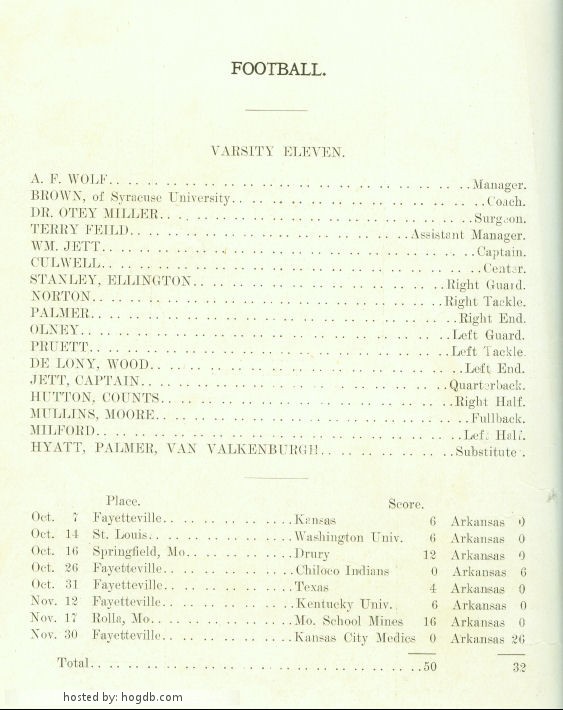 FOOTBALL.
VARSITY ELEVEN.
A. F. WOLF........................Manager.
BROWN, of Syracuse University........................Coach.
DR. OTEY MILLER........................Surgeon.
TERRY FEILD........................Assistant Manager.
WM. JETT........................Captain.
CULWELL........................Center.
STANLEY, ELLINGTON........................Right Guard.
NORTON........................Right Tackle.
PALMER........................Right End.
OLNEY........................Left Guard.
PRUETT........................Left Tackle.
DE LONY, WOOD........................Left End.
JETT, CAPTAIN........................Quarterback.
HUTTON, COUNTS........................Right Half.
MULLINS, MOORE........................Fullback.
MILFORD........................Left Half.
HYATT, PALMER, VAN VALKENBURGH..............Substitute.
Place. Score.
Oct. 7 Fayetteville..............Kansas 6 Arkansas 0
Oct. 14 St. Louis..............Washington Univ. 6 Arkansas 0
Oct. 16 Springfield, Mo..............Drury 12 Arkansas 0
Oct. 26 Fayetteville..............Chiloco Indians 0 Arkansas 6
Oct. 31 Fayetteville..............Texas 4 Arkansas 0
Nov. 12 Fayetteville..............Kentucky Univ. 6 Arkansas 0
Nov. 17 Rolla, Mo..............Mo. School Mines 16 Arkansas 0
Nov. 30 Fayetteville..............Kansas City Medics 0 Arkansas 26
Total........................50 32
hosted by: hogdb.com